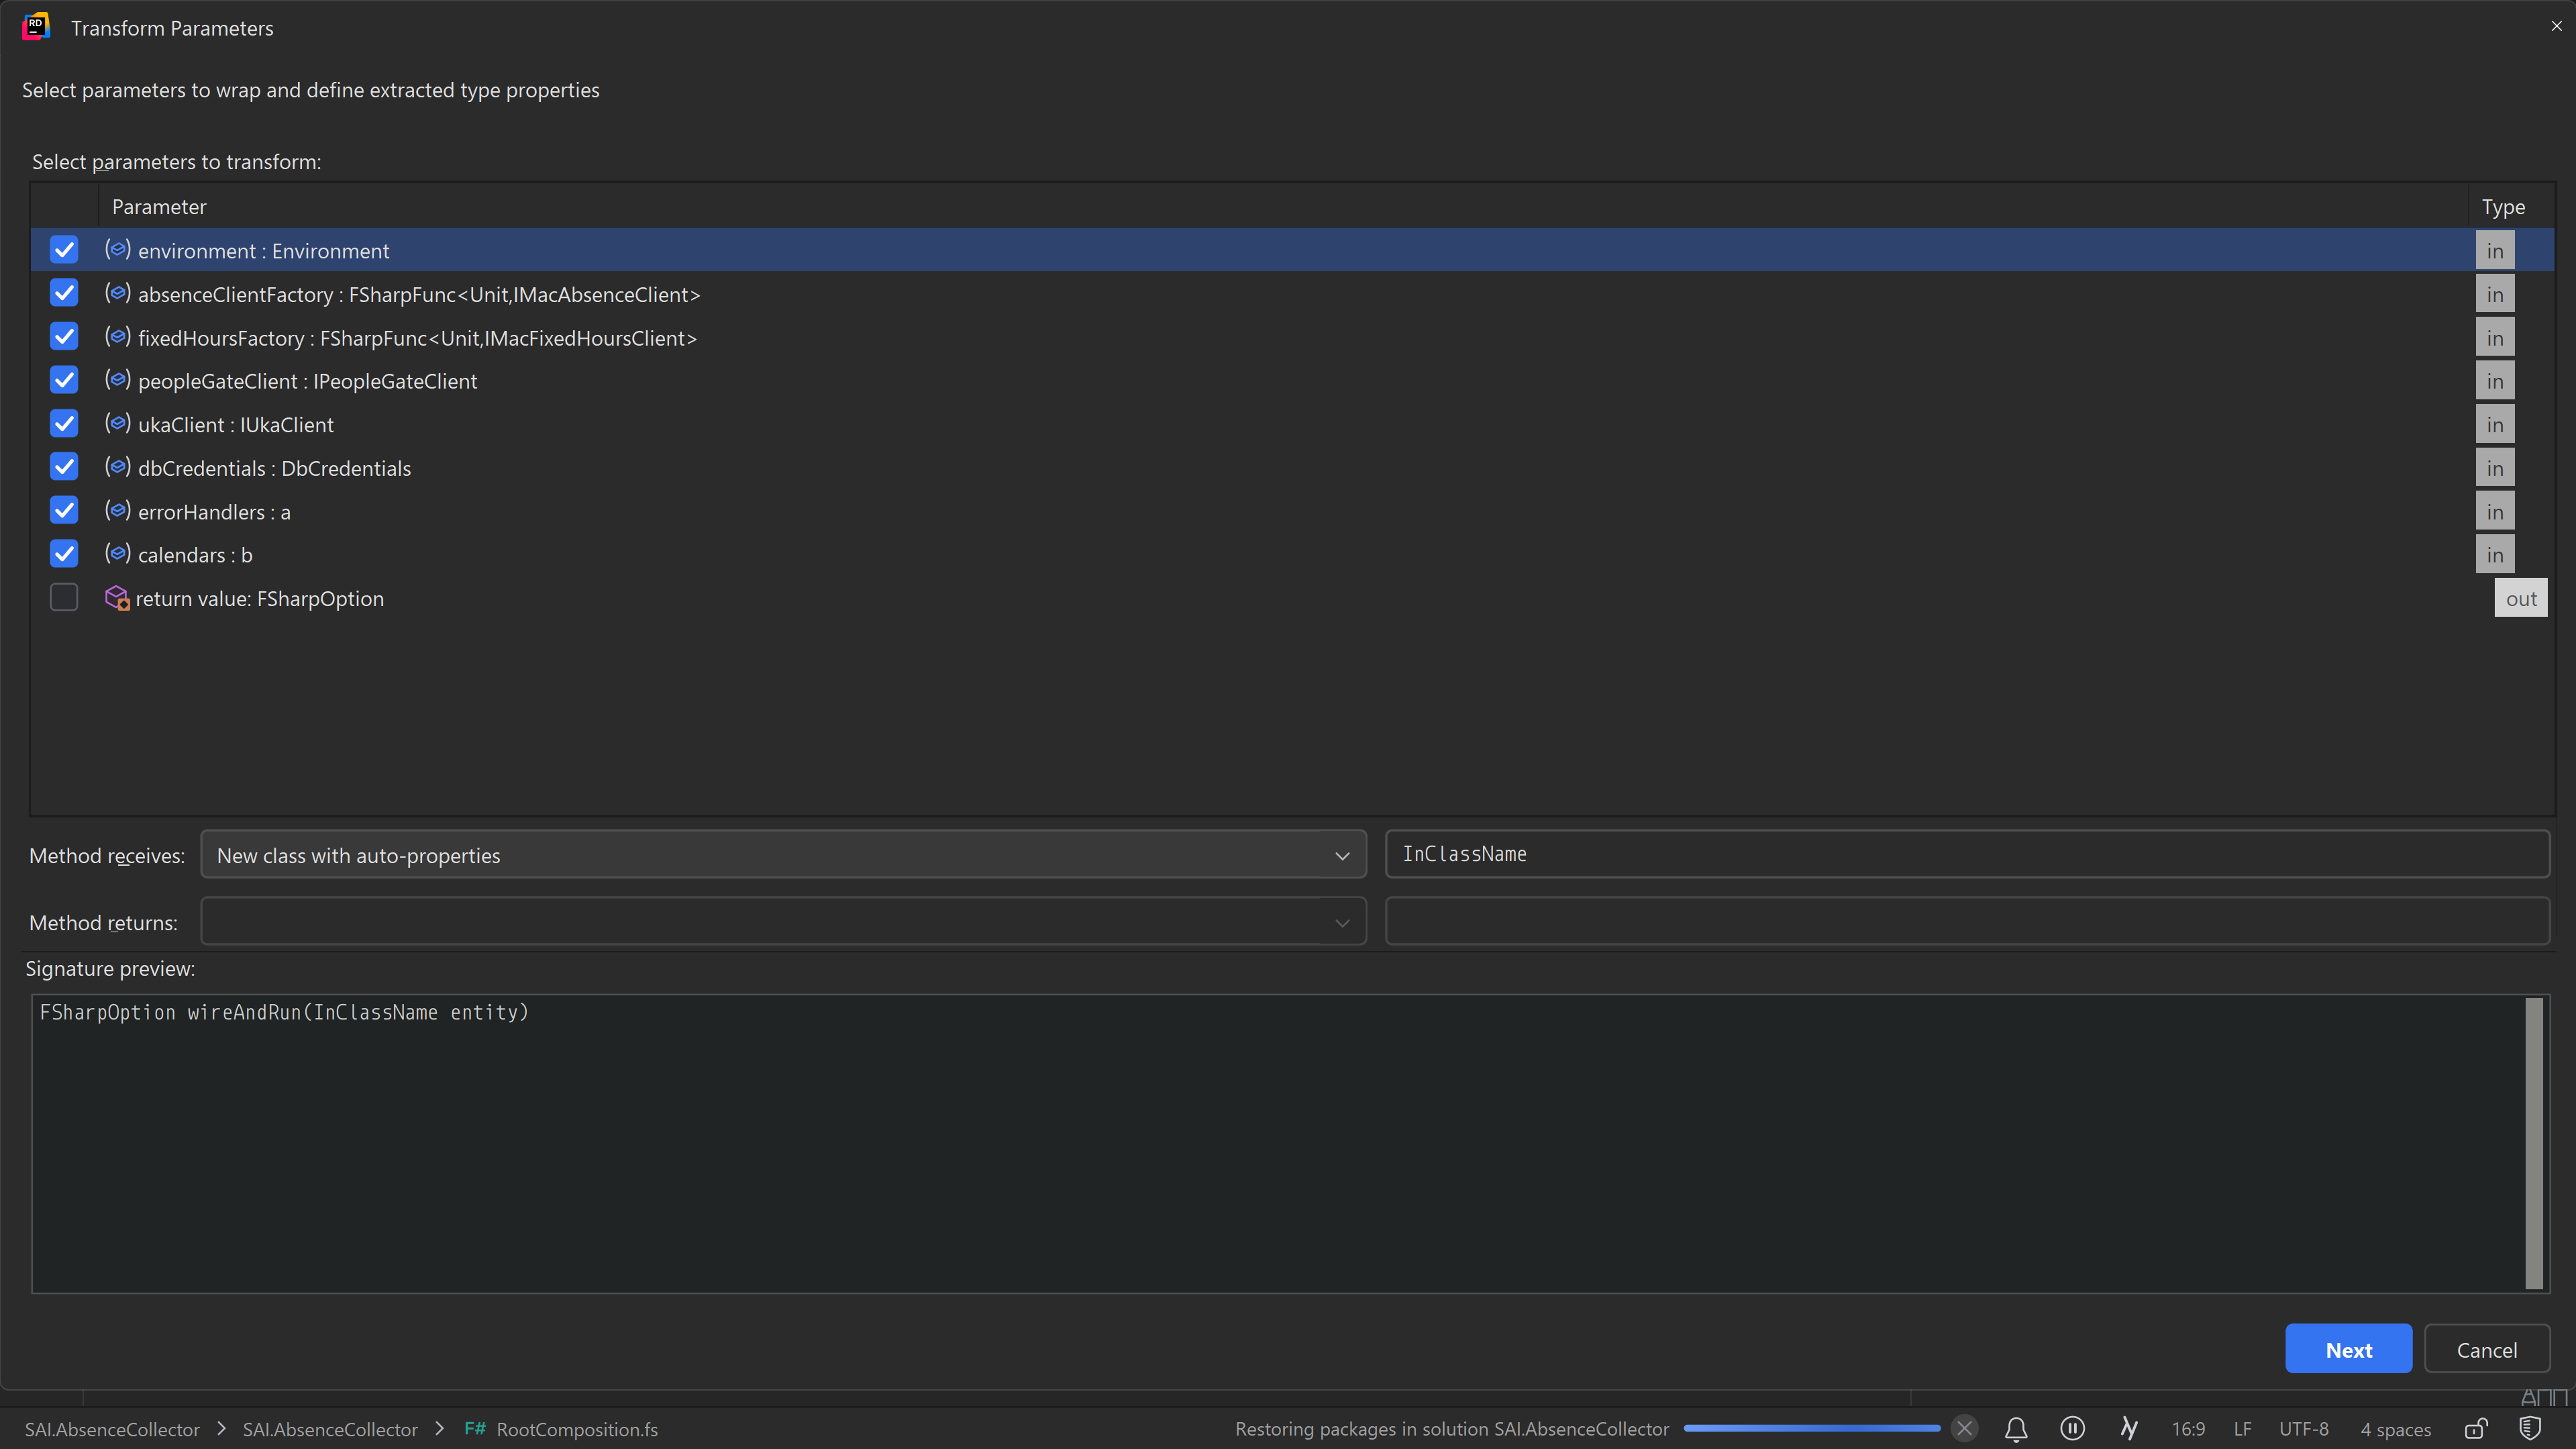 RD
Transform Parameters
Select parameters to wrap and define extracted type properties
Select parameters to transform:
Parameter Type
environment : Environment in
absenceClientFactory : FSharpFunc<Unit,IMacAbsenceClient> in
fixedHoursFactory : FSharpFunc<Unit,IMacFixedHoursClient> in
peopleGateClient : IPeopleGateClient in
ukaClient : IUkaClient in
dbCredentials : DbCredentials in
errorHandlers : a in
calendars : b in
return value: FSharpOption out
Method receives: New class with auto-properties InClassName
Method returns:
Signature preview:
FSharpOption wireAndRun(InClassName entity)
Next Cancel
SAI.AbsenceCollector > SAI.AbsenceCollector > F# RootComposition.fs Restoring packages in solution SAI.AbsenceCollector 16:9 LF UTF-8 4 spaces